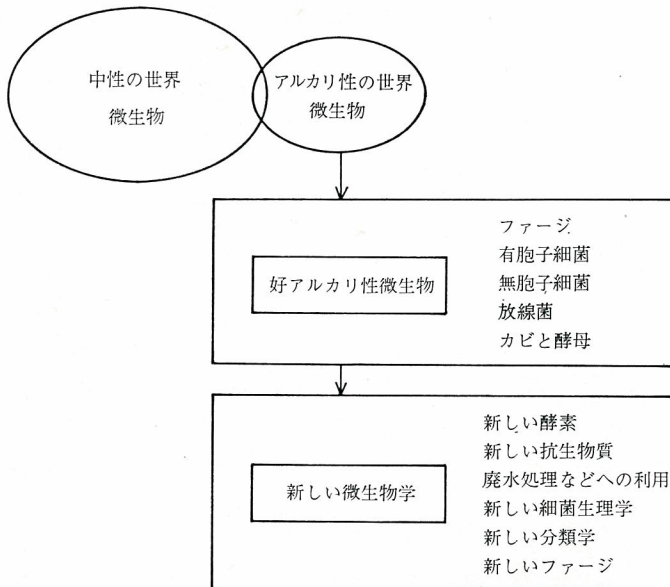 中性の世界
微生物
アルカリ性の世界
微生物
好アルカリ性微生物
ファージ
有胞子細菌
無胞子細菌
放線菌
カビと酵母
新しい微生物学
新しい酵素
新しい抗生物質
廃水処理などへの利用
新しい細菌生理学
新しい分類学
新しいファージ